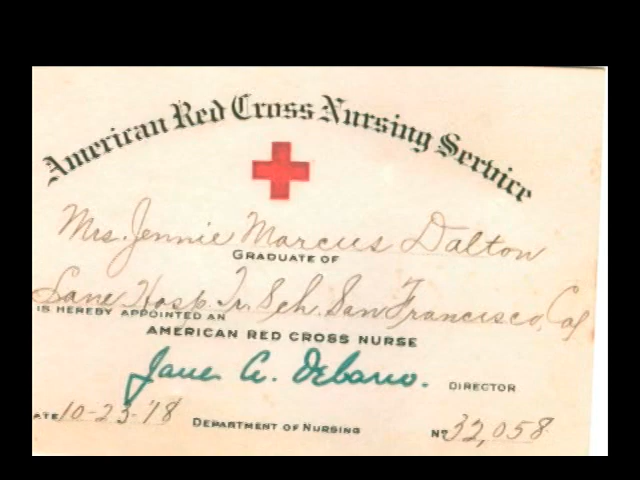 American Red Cross Nursing Service
Mrs. Jennie Marcus Dalton
GRADUATE OF
Lane Hosp. Tr. Sch. San Francisco, Cal
IS HEREBY APPOINTED AN
AMERICAN RED CROSS NURSE
Jane A. Delano. DIRECTOR
ATE 10-23-'18 DEPARTMENT OF NURSING No 32,058